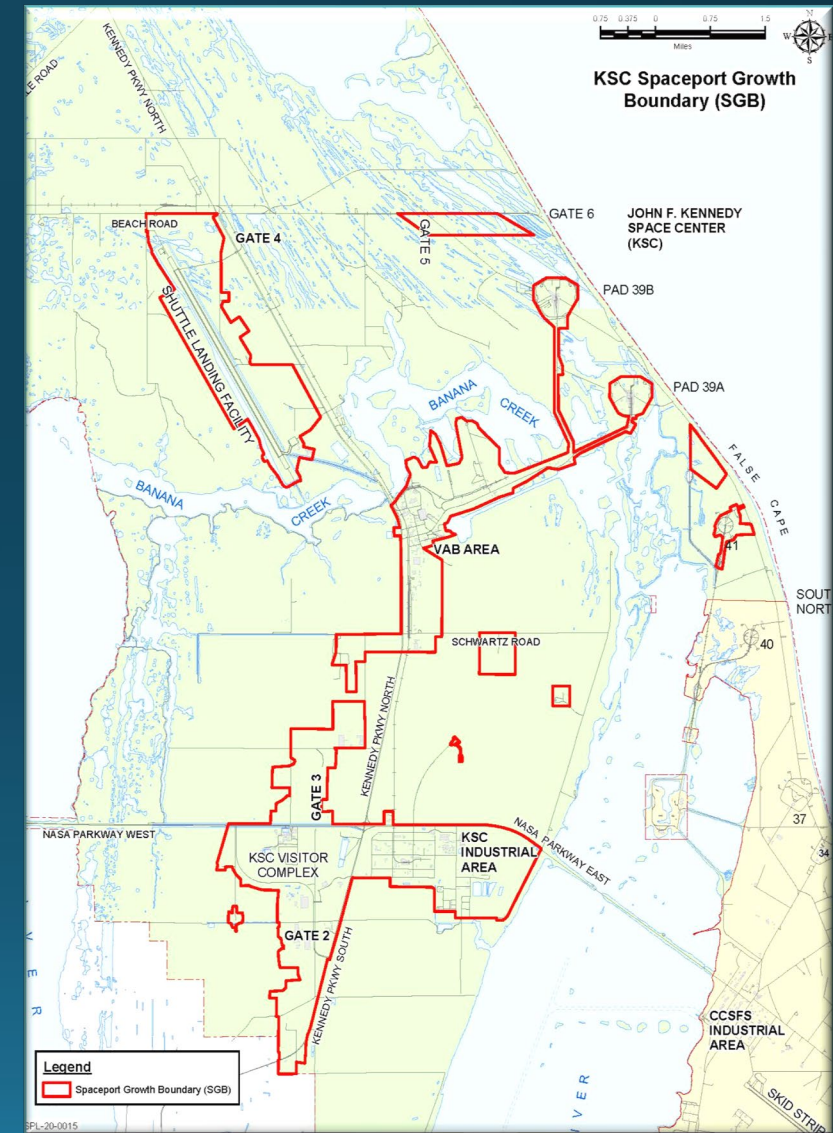 0.75 0.375 0 0.75 1.5
Miles
W
S
KSC Spaceport Growth
Boundary (SGB)
KENNEDY PKWY NORTH
ROAD
BEACH ROAD
GATE 4
GATE 5
GATE 6
JOHN F. KENNEDY
SPACE CENTER
(KSC)
PAD 39B
SHUTTLE LANDING FACILITY
PAD 39A
BANANA
CREEK
FALSE CAPE
BANANA
CREEK
VAB AREA
41
SOUT
NORT
SCHWARTZ ROAD
40
KENNEDY PKWY NORTH
GATE 3
37
NASA PARKWAY WEST
NASA PARKWAY EAST
KSC VISITOR
COMPLEX
KSC
INDUSTRIAL
AREA
34
GATE 2
KENNEDY PKWY SOUTH
V E R
CCSFS
INDUSTRIAL
AREA
IVER
SKID STRIP
Legend
Spaceport Growth Boundary (SGB)
SPL-20-0015